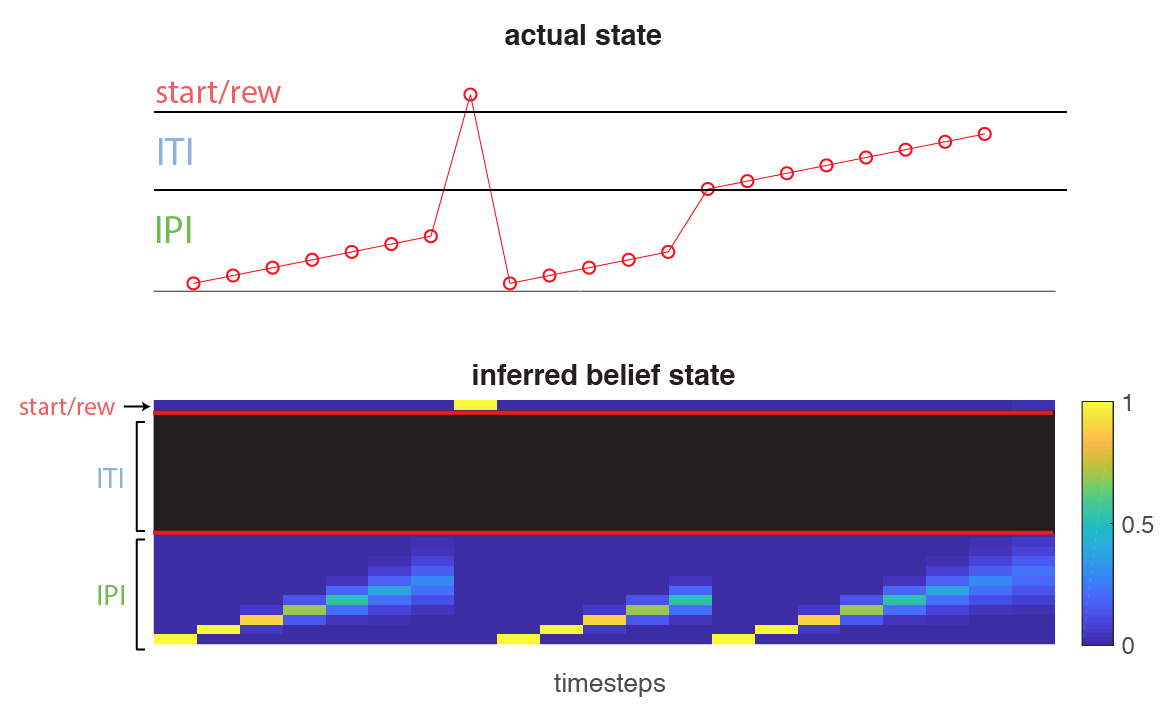 actual state
start/rew
ITI
IPI
inferred belief state
start/rew
ITI
IPI
1
0.5
0
timesteps